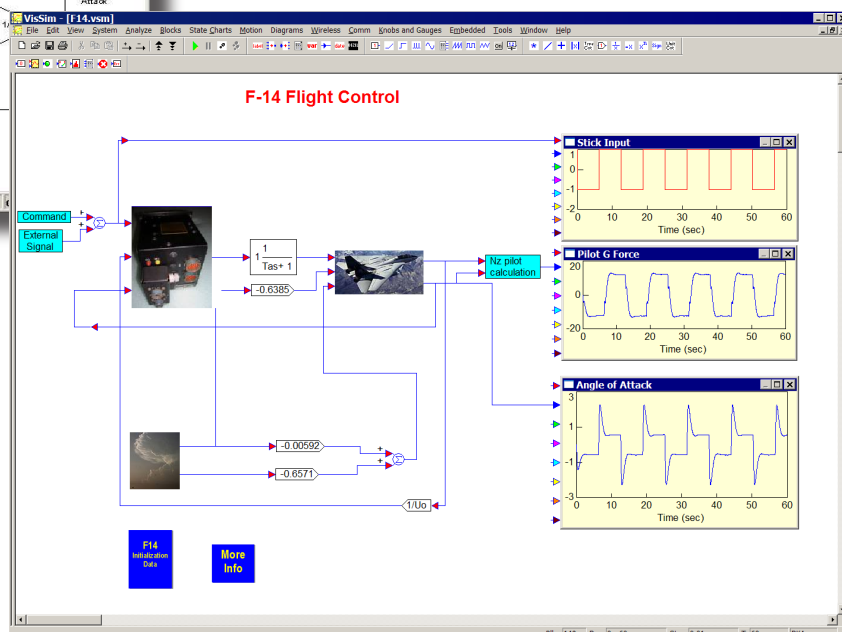 Attack
VisSim - [F14.vsm]
File Edit View System Analyze Blocks State Charts Motion Diagrams Wireless Comm Knobs and Gauges Embedded Tools Window Help
F-14 Flight Control
Command
External
Signal
+
+
Σ
1
1
Tas+ 1
-0.6385
Nz pilot
calculation
-0.00592
-0.6571
+
+
Σ
1/Uo
F14
Initialization
Data
More
Info
Stick Input
1
0
-1
-2
0 10 20 30 40 50 60
Time (sec)
Pilot G Force
20
0
-20
0 10 20 30 40 50 60
Time (sec)
Angle of Attack
3
1
-1
-3
0 10 20 30 40 50 60
Time (sec)